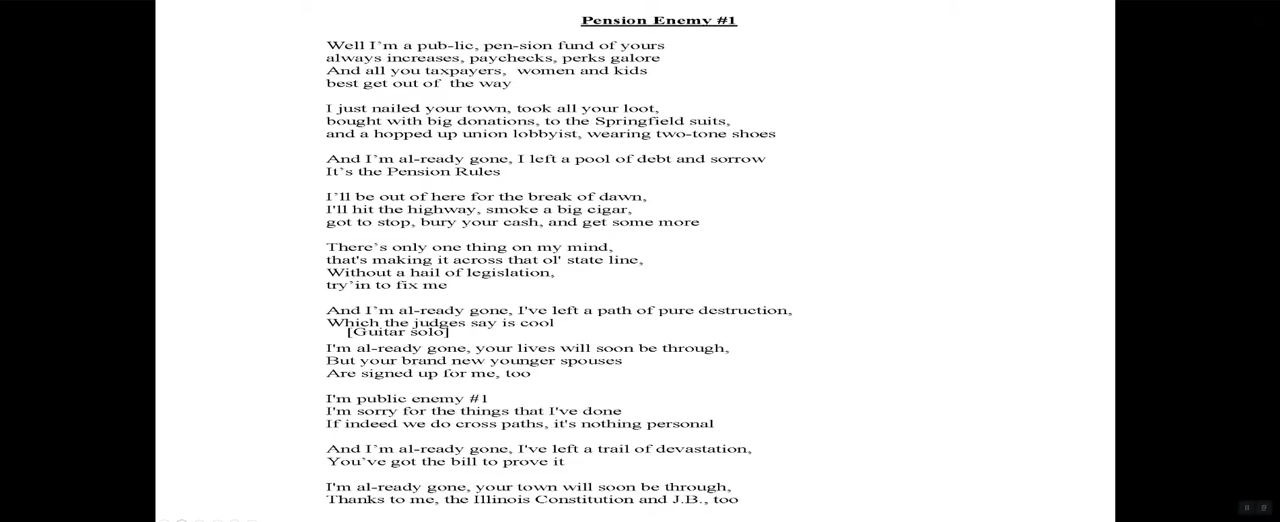 Pension Enemy #1
Well I'm a pub-lic, pen-sion fund of yours
always increases, paychecks, perks galore
And all you taxpayers, women and kids
best get out of the way
I just nailed your town, took all your loot,
bought with big donations, to the Springfield suits,
and a hopped up union lobbyist, wearing two-tone shoes
And I'm al-ready gone, I left a pool of debt and sorrow
It's the Pension Rules
I'll be out of here for the break of dawn,
I'll hit the highway, smoke a big cigar,
got to stop, bury your cash, and get some more
There's only one thing on my mind,
that's making it across that ol' state line,
Without a hail of legislation,
try'in to fix me
And I'm al-ready gone, I've left a path of pure destruction,
Which the judges say is cool
[Guitar solo]
I'm al-ready gone, your lives will soon be through,
But your brand new younger spouses
Are signed up for me, too
I'm public enemy #1
I'm sorry for the things that I've done
If indeed we do cross paths, it's nothing personal
And I'm al-ready gone, I've left a trail of devastation,
You've got the bill to prove it
I'm al-ready gone, your town will soon be through,
Thanks to me, the Illinois Constitution and J.B., too